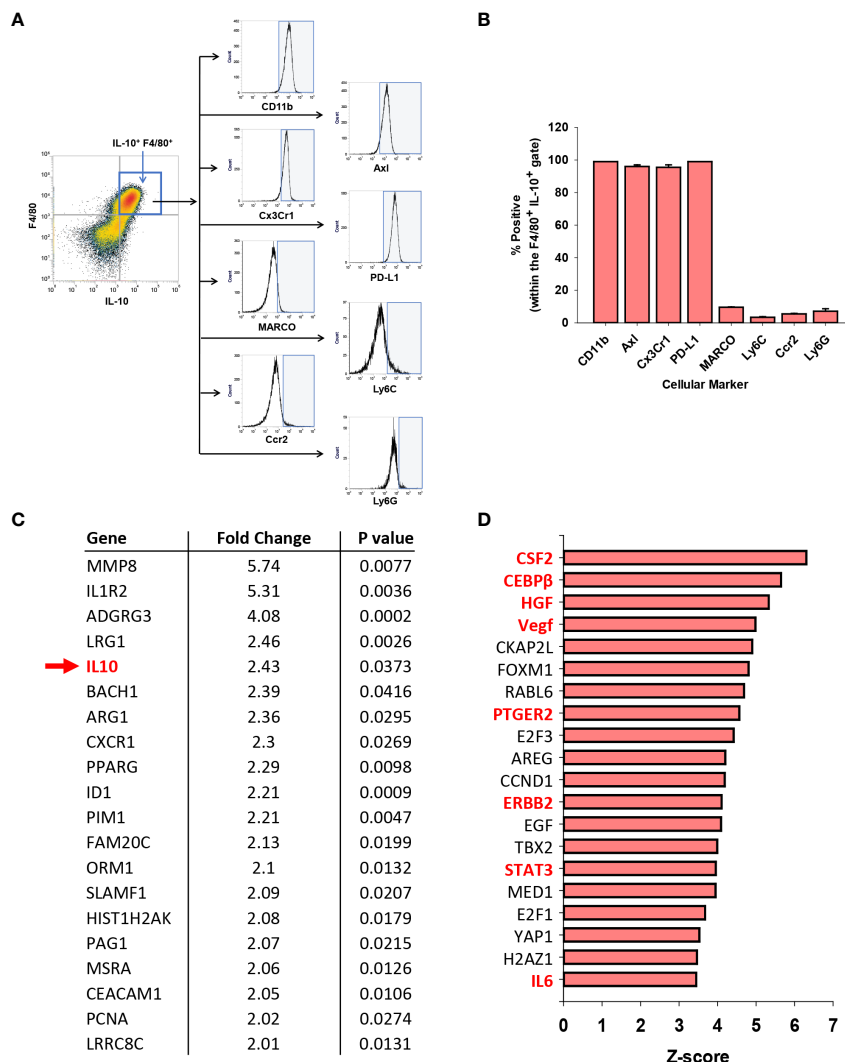 A
IL-10⁺ F4/80⁺
F4/80
IL-10
Count
CD11b
Count
Axl
Count
Cx3Cr1
Count
PD-L1
Count
MARCO
Count
Ly6C
Count
Ccr2
Count
Ly6G
B
% Positive
(within the F4/80⁺ IL-10⁺ gate)
120
100
80
60
40
20
0
CD11b
Axl
Cx3Cr1
PD-L1
MARCO
Ly6C
Ccr2
Ly6G
Cellular Marker
C
Gene Fold Change P value
MMP8 5.74 0.0077
IL1R2 5.31 0.0036
ADGRG3 4.08 0.0002
LRG1 2.46 0.0026
IL10 2.43 0.0373
BACH1 2.39 0.0416
ARG1 2.36 0.0295
CXCR1 2.3 0.0269
PPARG 2.29 0.0098
ID1 2.21 0.0009
PIM1 2.21 0.0047
FAM20C 2.13 0.0199
ORM1 2.1 0.0132
SLAMF1 2.09 0.0207
HIST1H2AK 2.08 0.0179
PAG1 2.07 0.0215
MSRA 2.06 0.0126
CEACAM1 2.05 0.0106
PCNA 2.02 0.0274
LRRC8C 2.01 0.0131
D
CSF2
CEBPβ
HGF
Vegf
CKAP2L
FOXM1
RABL6
PTGER2
E2F3
AREG
CCND1
ERBB2
EGF
TBX2
STAT3
MED1
E2F1
YAP1
H2AZ1
IL6
0 1 2 3 4 5 6 7
Z-score